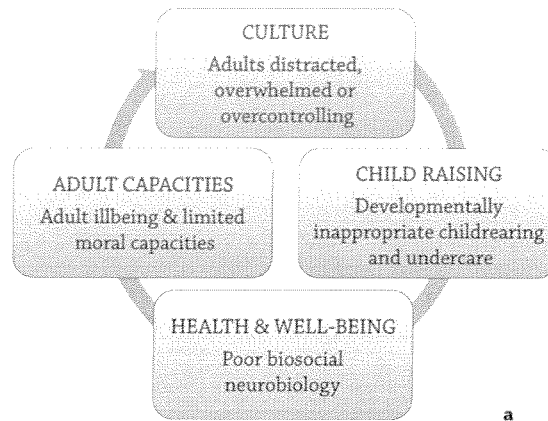 CULTURE
Adults distracted,
overwhelmed or
overcontrolling
CHILD RAISING
Developmentally
inappropriate childrearing
and undercare
HEALTH & WELL-BEING
Poor biosocial
neurobiology
ADULT CAPACITIES
Adult illbeing & limited
moral capacities
a